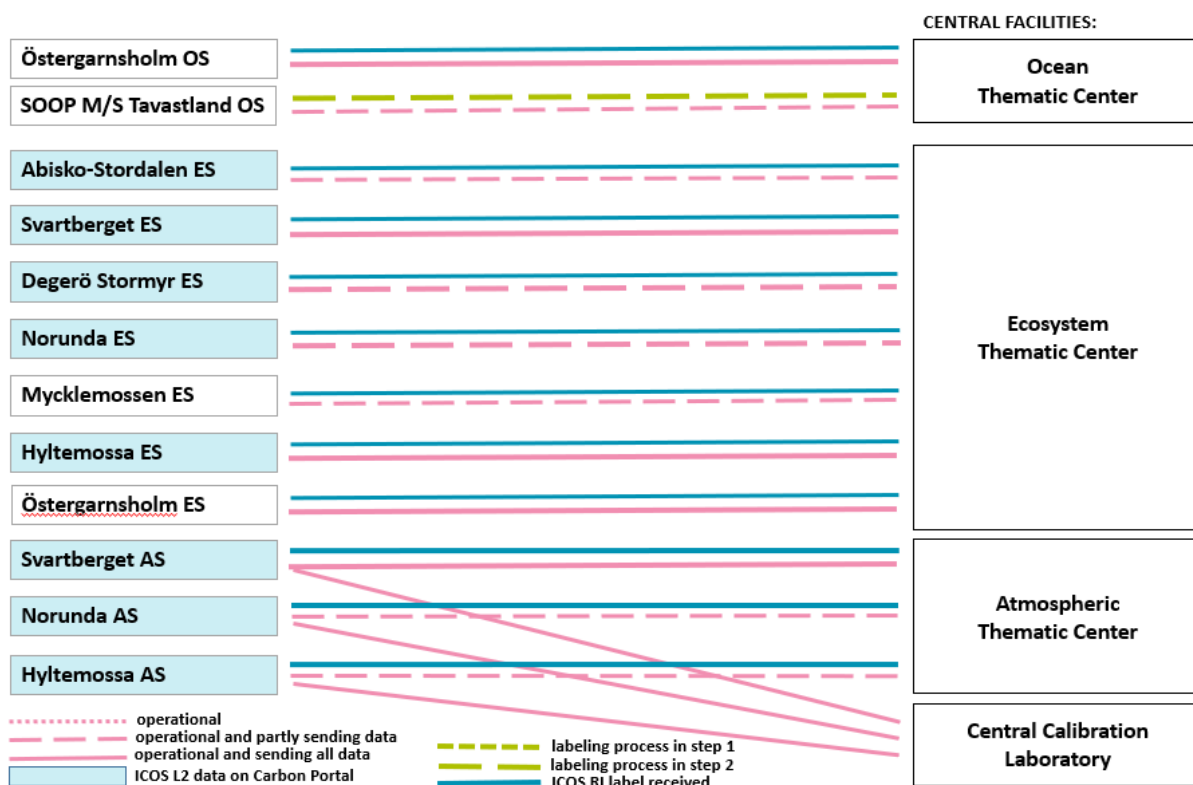 CENTRAL FACILITIES:
Östergarnsholm OS
SOOP M/S Tavastland OS
Ocean
Thematic Center
Abisko-Stordalen ES
Svartberget ES
Degerö Stormyr ES
Norunda ES
Mycklemossen ES
Hyltemossa ES
Östergarnsholm ES
Ecosystem
Thematic Center
Svartberget AS
Norunda AS
Hyltemossa AS
Atmospheric
Thematic Center
Central Calibration
Laboratory
operational
operational and partly sending data
operational and sending all data
ICOS L2 data on Carbon Portal
labeling process in step 1
labeling process in step 2
ICOS RI label received